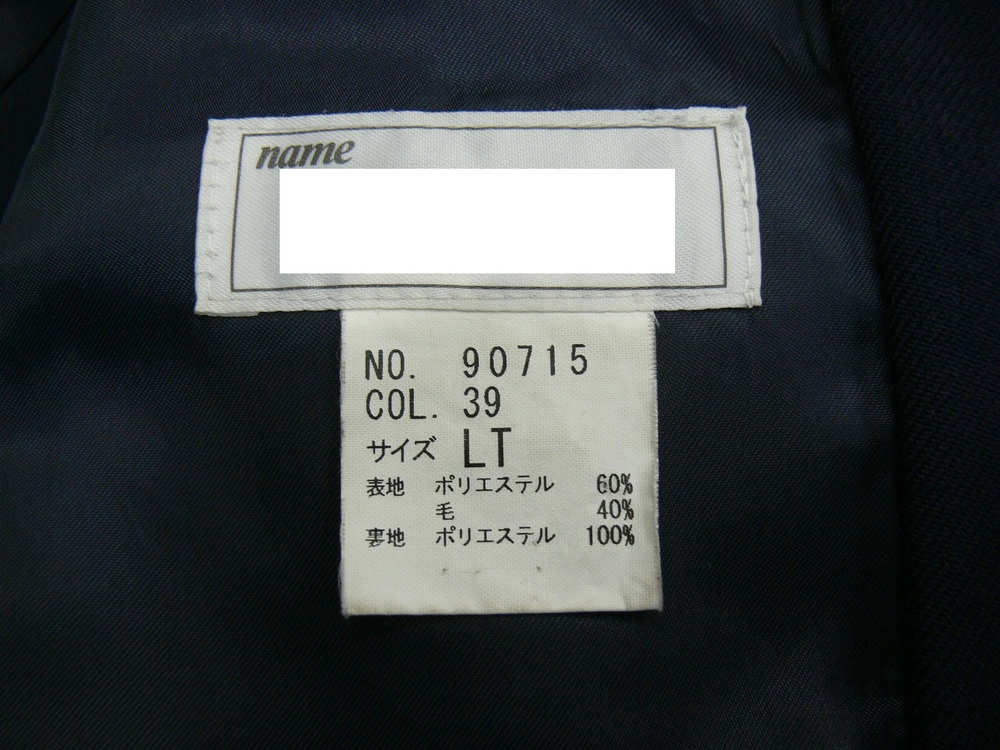 name
NO. 90715
COL. 39
サイズ LT
表地 ポリエステル 60%
毛 40%
裏地 ポリエステル 100%